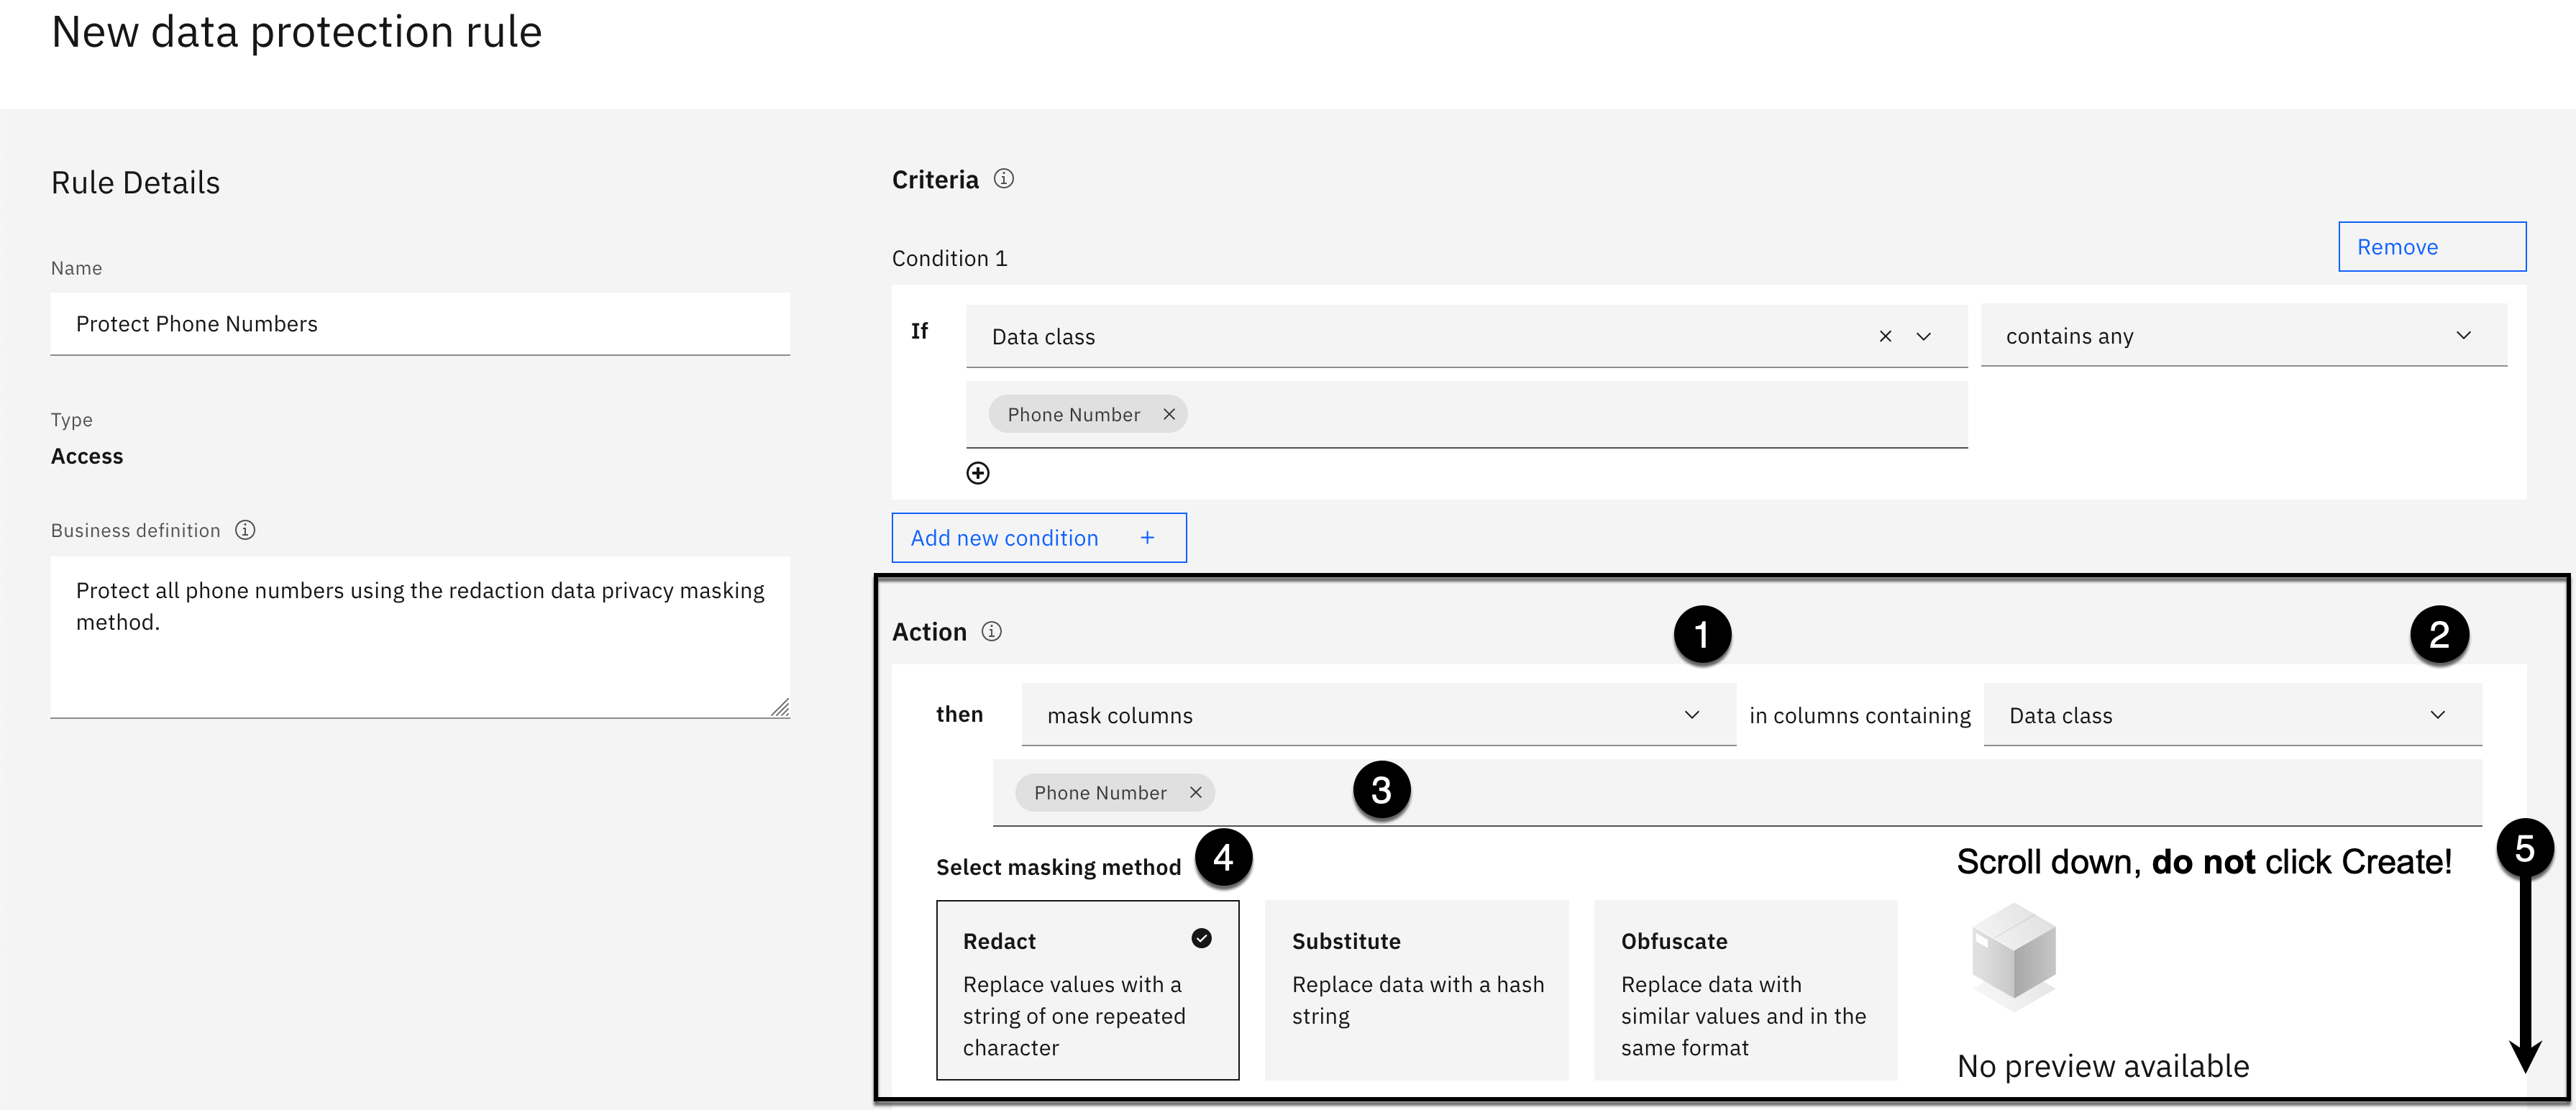 New data protection rule
Rule Details
Name
Protect Phone Numbers
Type
Access
Business definition
Protect all phone numbers using the redaction data privacy masking
method.
Criteria
Condition 1
Remove
If
Data class
contains any
Phone Number
Add new condition +
Action
1
2
then
mask columns
in columns containing
Data class
Phone Number
3
Select masking method
4
Redact
Replace values with a
string of one repeated
character
Substitute
Replace data with a hash
string
Obfuscate
Replace data with
similar values and in the
same format
Scroll down, do not click Create!
5
No preview available